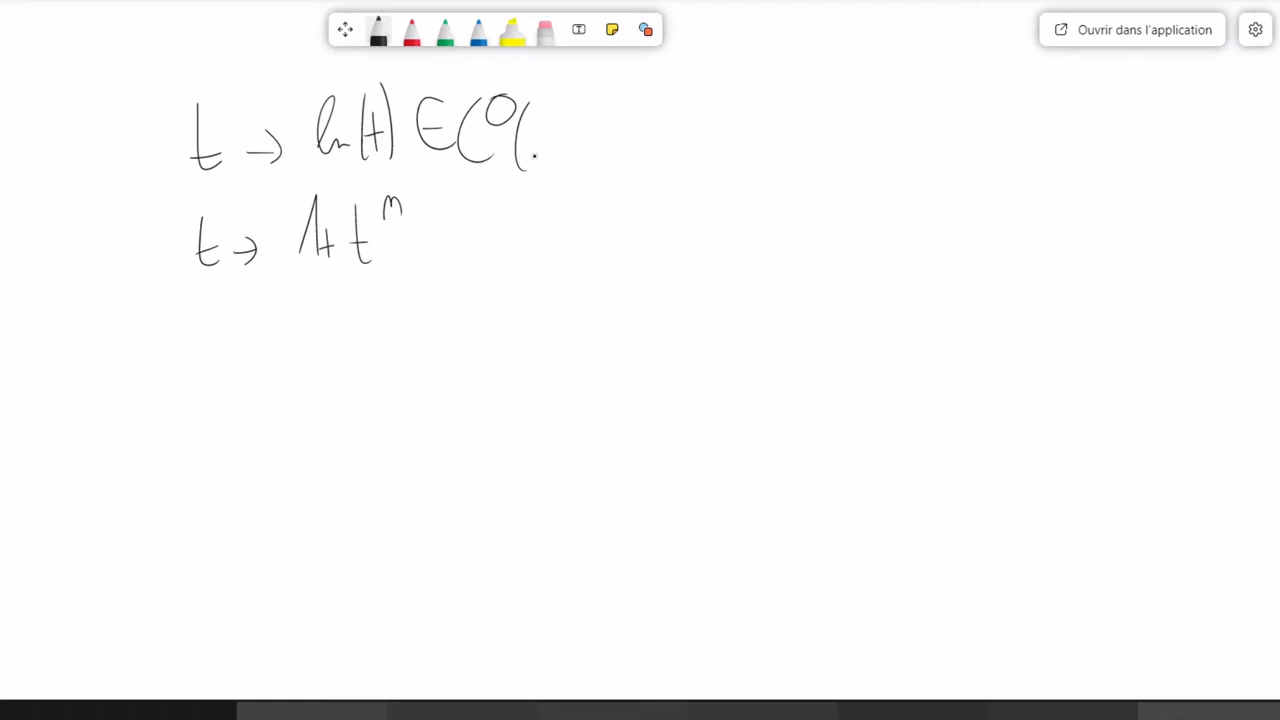 Ouvrir dans l'application
t → ln(t) ∈ C⁰(
t → 1+ tⁿ